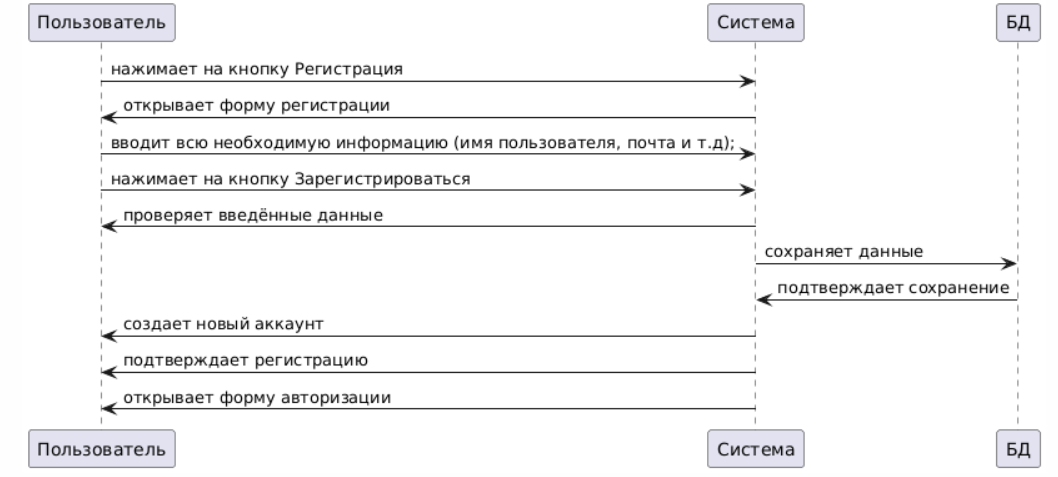 Пользователь Система БД
нажимает на кнопку Регистрация
открывает форму регистрации
вводит всю необходимую информацию (имя пользователя, почта и т.д);
нажимает на кнопку Зарегистрироваться
проверяет введённые данные
сохраняет данные
подтверждает сохранение
создает новый аккаунт
подтверждает регистрацию
открывает форму авторизации
Пользователь Система БД